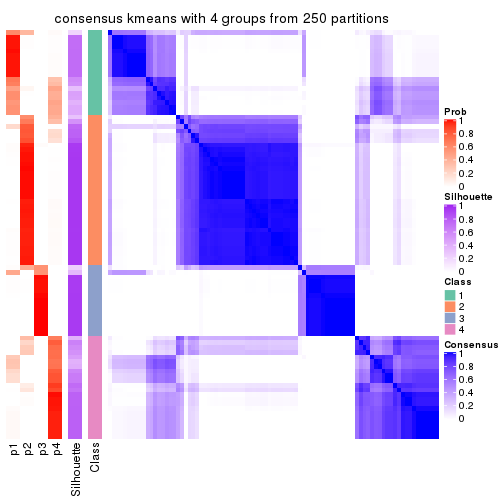 consensus kmeans with 4 groups from 250 partitions
Prob
1
0.8
0.6
0.4
0.2
0
Silhouette
1
0.8
0.6
0.4
0.2
0
Class
1
2
3
4
Consensus
1
0.8
0.6
0.4
0.2
0
p1
p2
p3
p4
Silhouette
Class